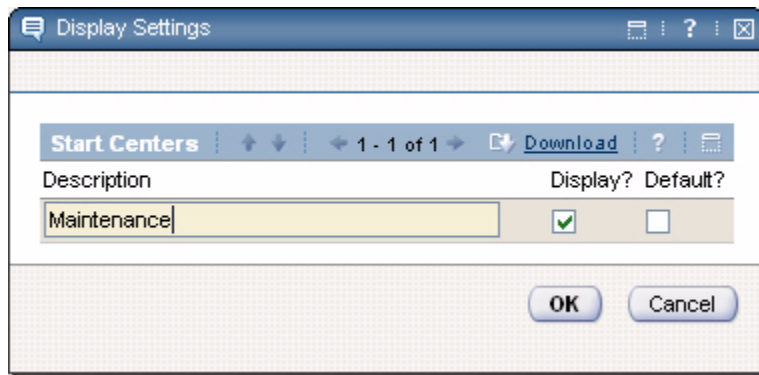 Display Settings ?
Start Centers 1 - 1 of 1 Download ?
Description Display? Default?
Maintenance
OK Cancel